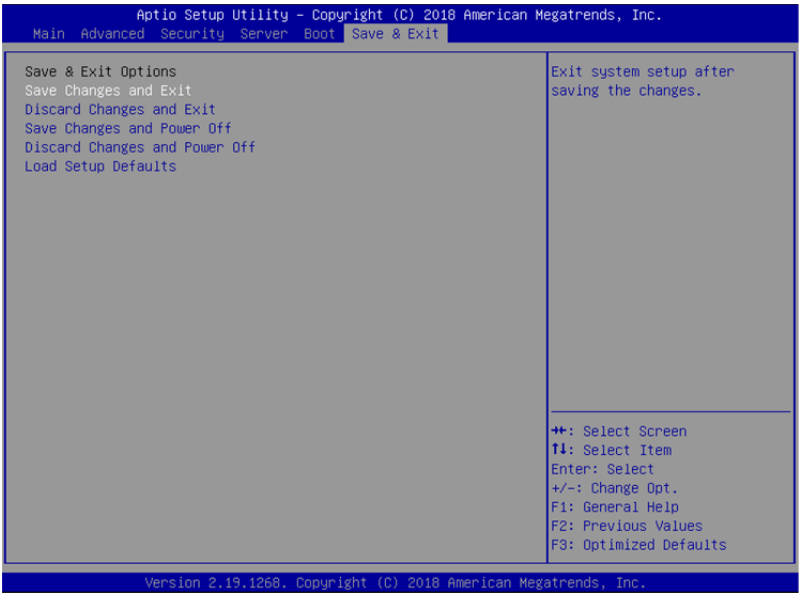 Aptio Setup Utility – Copyright (C) 2018 American Megatrends, Inc.
Main Advanced Security Server Boot Save & Exit
Save & Exit Options
Save Changes and Exit
Discard Changes and Exit
Save Changes and Power Off
Discard Changes and Power Off
Load Setup Defaults
Exit system setup after
saving the changes.
→←: Select Screen
↑↓: Select Item
Enter: Select
+/-: Change Opt.
F1: General Help
F2: Previous Values
F3: Optimized Defaults
Version 2.19.1268. Copyright (C) 2018 American Megatrends, Inc.